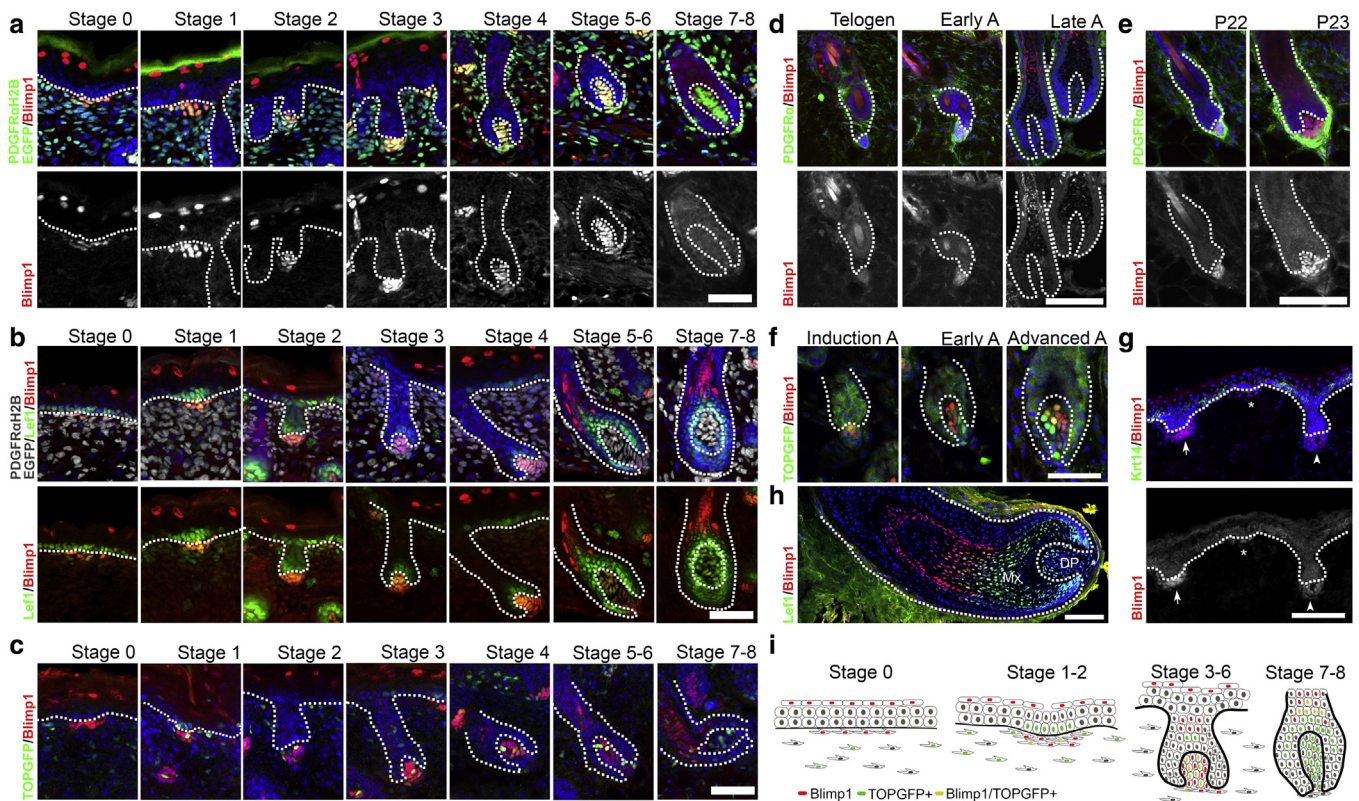 a
Stage 0 Stage 1 Stage 2 Stage 3 Stage 4 Stage 5-6 Stage 7-8
PDGFRαH2B
EGFP/Blimp1
Blimp1
b
Stage 0 Stage 1 Stage 2 Stage 3 Stage 4 Stage 5-6 Stage 7-8
PDGFRαH2B
EGFP/Lef1/Blimp1
Lef1/Blimp1
c
Stage 0 Stage 1 Stage 2 Stage 3 Stage 4 Stage 5-6 Stage 7-8
TOPGFP/Blimp1
d
Telogen Early A Late A
PDGFRα/Blimp1
Blimp1
e
P22 P23
PDGFRα/Blimp1
Blimp1
f
Induction A Early A Advanced A
TOPGFP/Blimp1
g
Krt14/Blimp1
*
Blimp1
*
h
Lef1/Blimp1
Mx
DP
i
Stage 0 Stage 1-2 Stage 3-6 Stage 7-8
Blimp1 TOPGFP+ Blimp1/TOPGFP+